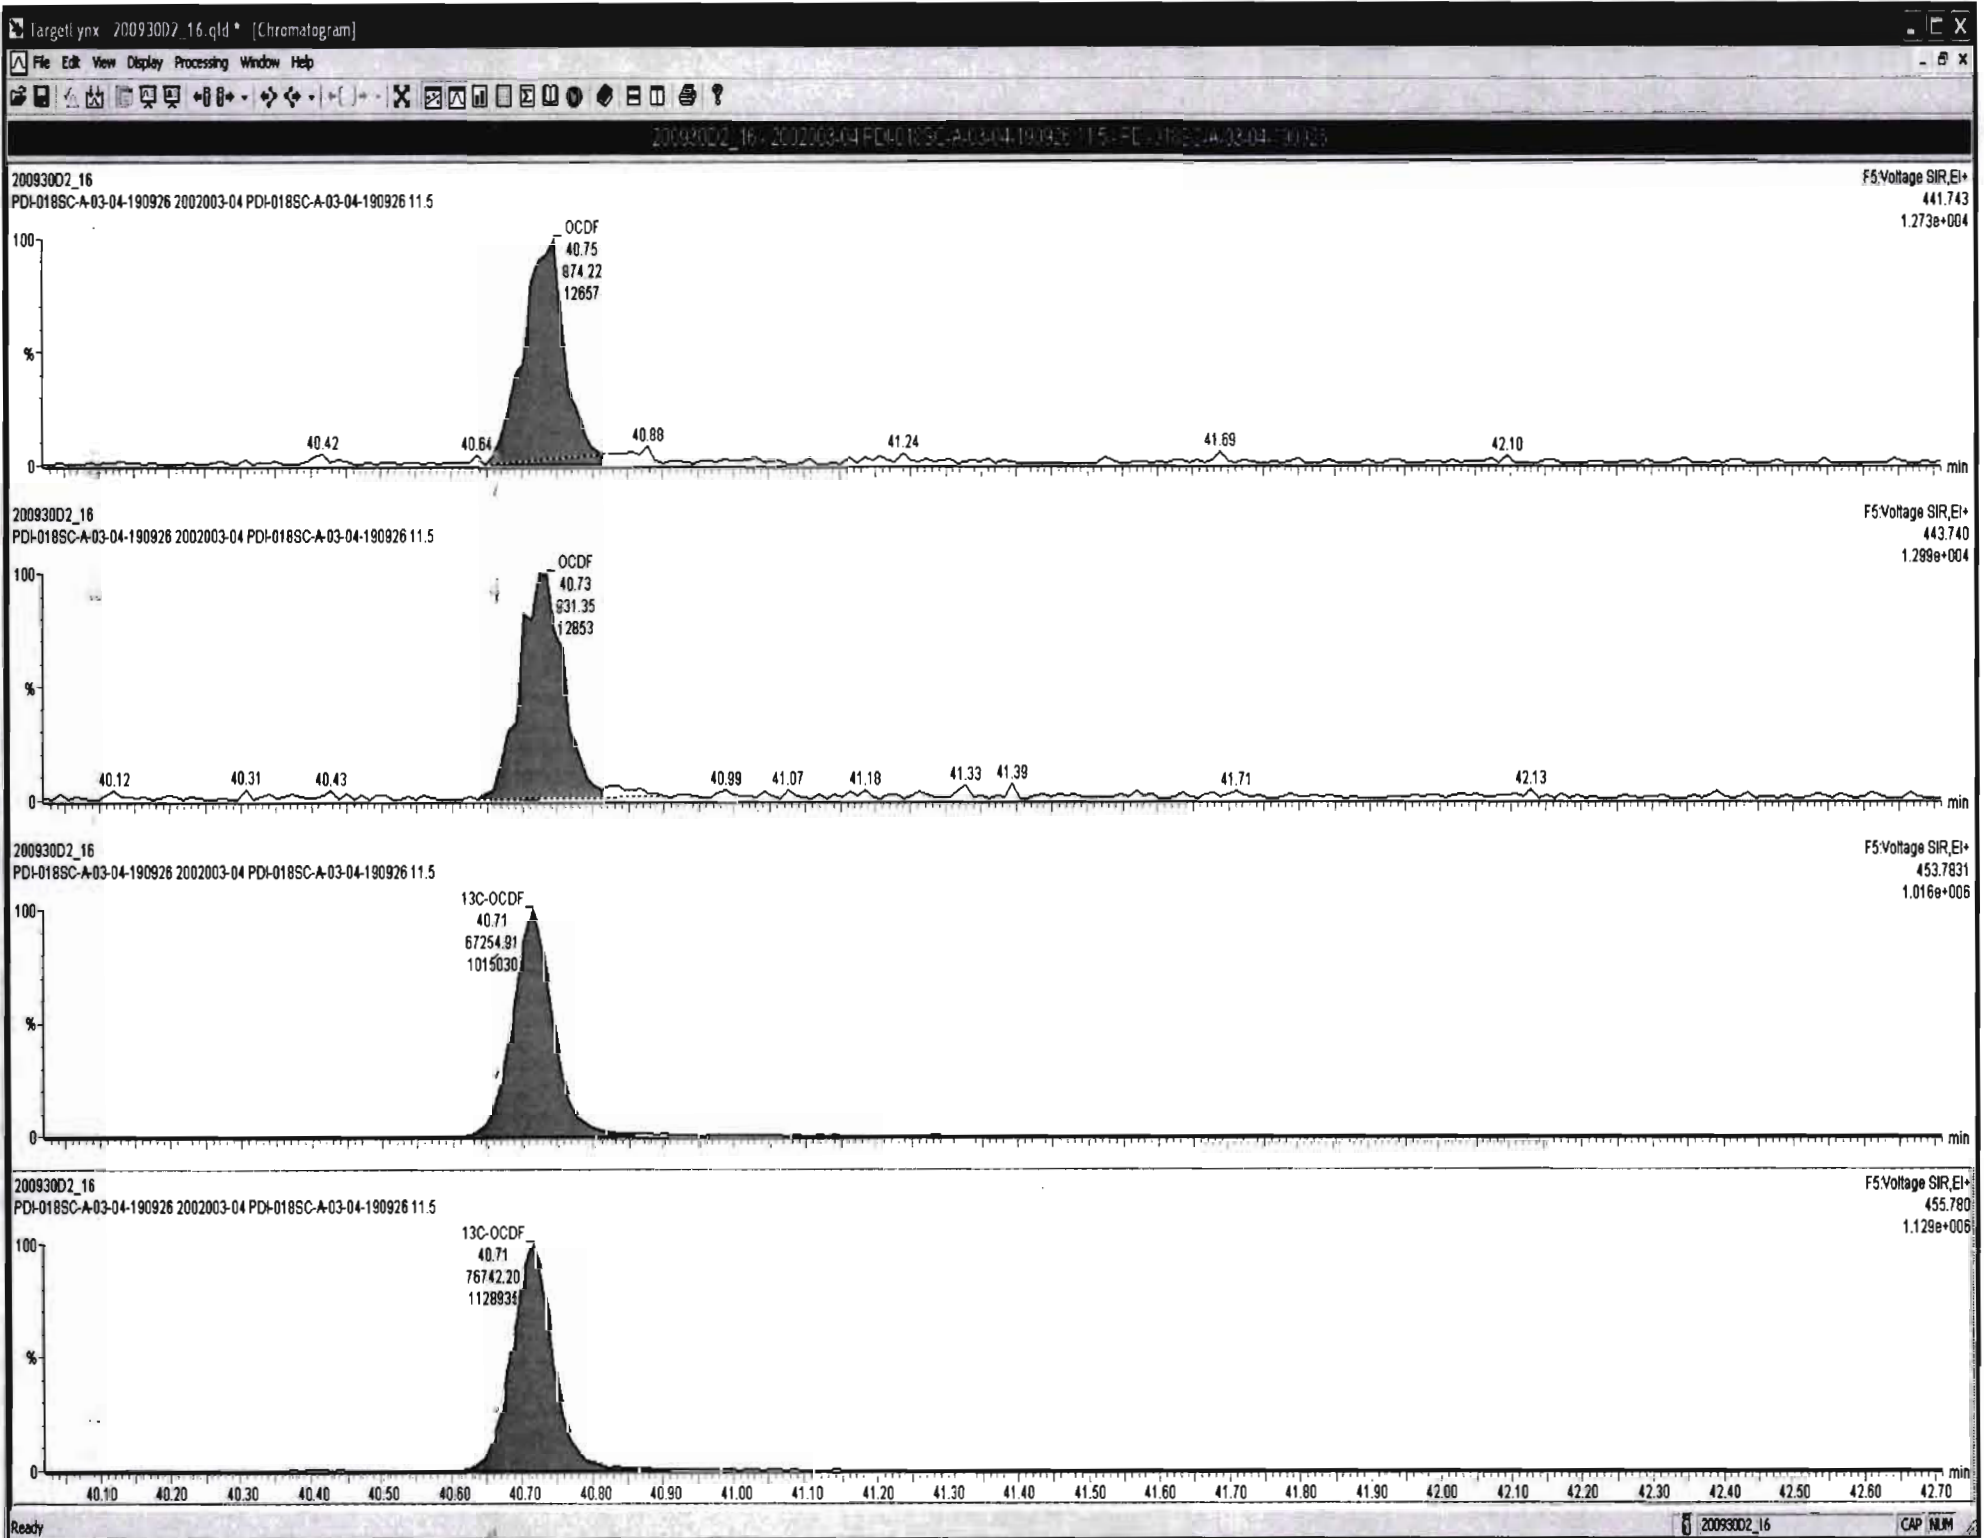 TargetLynx 200930D2_16.qld * [Chromatogram]
File Edit View Display Processing Window Help
200930D2_16
PDI-018SC-A-03-04-190926 2002003-04 PDI-018SC-A-03-04-190926 11.5
F5:Voltage SIR,EI+
441.743
1.273e+004
100
%
0
OCDF
40.75
874.22
12657
40.42
40.64
40.88
41.24
41.69
42.10
min
200930D2_16
PDI-018SC-A-03-04-190926 2002003-04 PDI-018SC-A-03-04-190926 11.5
F5:Voltage SIR,EI+
443.740
1.299e+004
100
%
0
OCDF
40.73
931.35
12853
40.12
40.31
40.43
40.99
41.07
41.18
41.33
41.39
41.71
42.13
min
200930D2_16
PDI-018SC-A-03-04-190926 2002003-04 PDI-018SC-A-03-04-190926 11.5
F5:Voltage SIR,EI+
453.7831
1.016e+006
100
%
0
13C-OCDF
40.71
67254.91
1015030
min
200930D2_16
PDI-018SC-A-03-04-190926 2002003-04 PDI-018SC-A-03-04-190926 11.5
F5:Voltage SIR,EI+
455.780
1.129e+006
100
%
0
13C-OCDF
40.71
76742.20
1128935
min
40.10 40.20 40.30 40.40 40.50 40.60 40.70 40.80 40.90 41.00 41.10 41.20 41.30 41.40 41.50 41.60 41.70 41.80 41.90 42.00 42.10 42.20 42.30 42.40 42.50 42.60 42.70
Ready
200930D2_16
CAP NUM